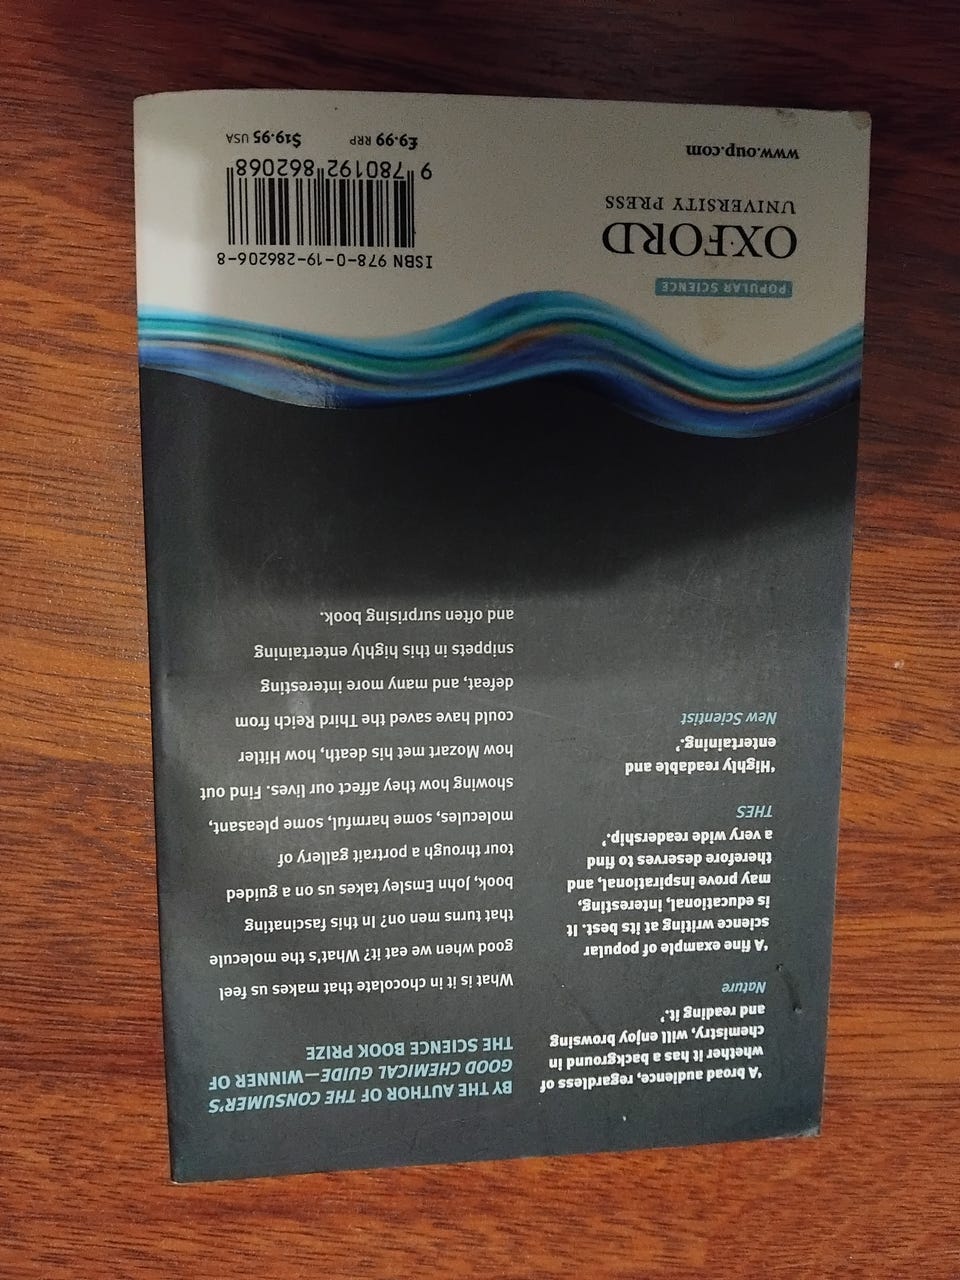 'A broad audience, regardless of
whether it has a background in
chemistry, will enjoy browsing
and reading it.'
Nature
'A fine example of popular
science writing at its best. It
is educational, interesting,
may prove inspirational, and
therefore deserves to find
a very wide readership.'
THES
'Highly readable and
entertaining.'
New Scientist
BY THE AUTHOR OF THE CONSUMER'S
GOOD CHEMICAL GUIDE—WINNER OF
THE SCIENCE BOOK PRIZE
What is it in chocolate that makes us feel
good when we eat it? What's the molecule
that turns men on? In this fascinating
book, John Emsley takes us on a guided
tour through a portrait gallery of
molecules, some harmful, some pleasant,
showing how they affect our lives. Find out
how Mozart met his death, how Hitler
could have saved the Third Reich from
defeat, and many more interesting
snippets in this highly entertaining
and often surprising book.
POPULAR SCIENCE
OXFORD
UNIVERSITY PRESS
www.oup.com
ISBN 978-0-19-286206-8
9 780192 862068
£9.99 RRP $19.95 USA